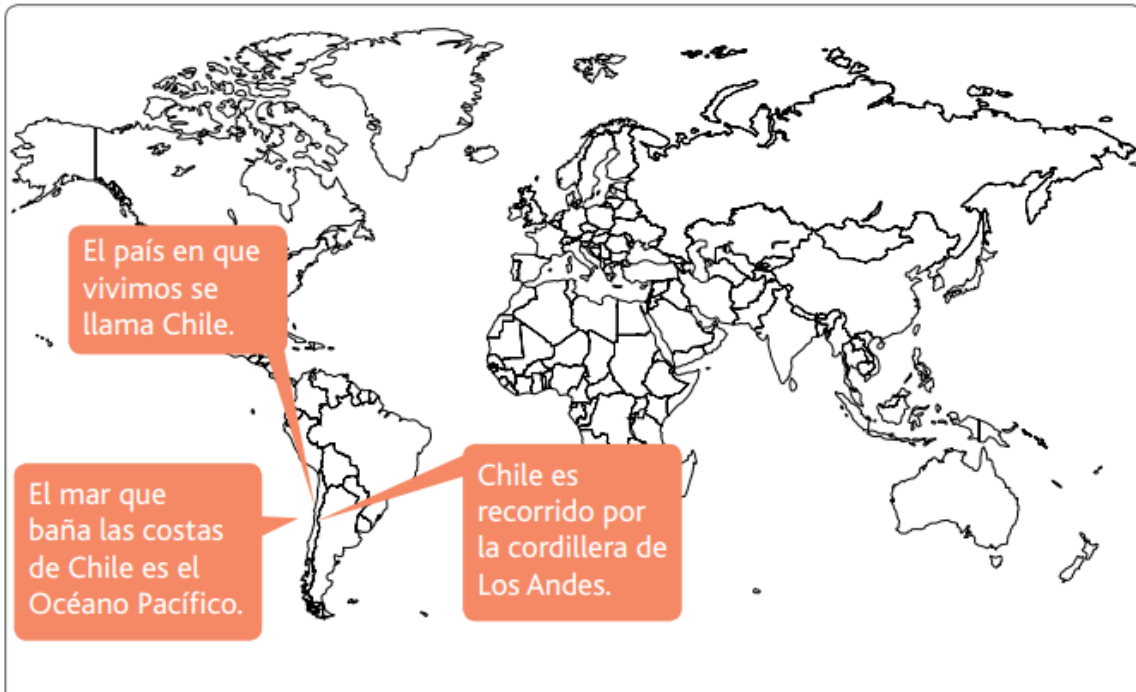 El país en que
vivimos se
llama Chile.
El mar que
baña las costas
de Chile es el
Océano Pacífico.
Chile es
recorrido por
la cordillera de
Los Andes.